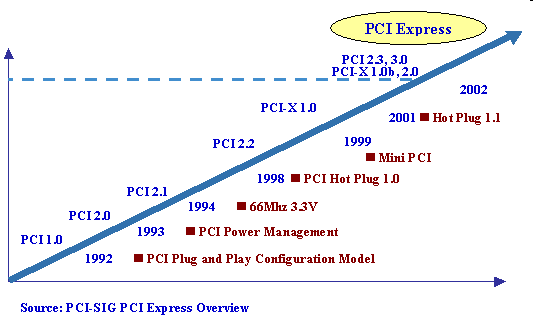 PCI Express
PCI 2.3, 3.0
PCI-X 1.0b, 2.0
2002
PCI-X 1.0
2001
Hot Plug 1.1
PCI 2.2
1999
Mini PCI
PCI 2.1
1998
PCI Hot Plug 1.0
PCI 2.0
1994
66Mhz 3.3V
PCI 1.0
1993
PCI Power Management
1992
PCI Plug and Play Configuration Model
Source: PCI-SIG PCI Express Overview